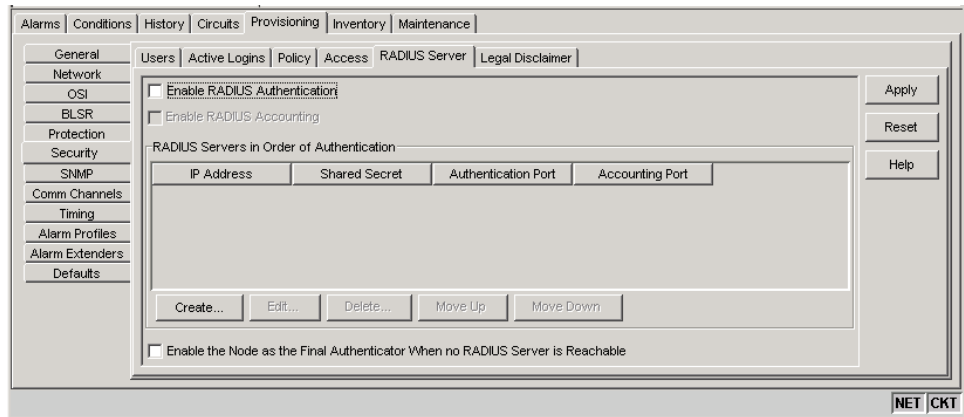 Alarms Conditions History Circuits Provisioning Inventory Maintenance
General
Network
OSI
BLSR
Protection
Security
SNMP
Comm Channels
Timing
Alarm Profiles
Alarm Extenders
Defaults
Users Active Logins Policy Access RADIUS Server Legal Disclaimer
Enable RADIUS Authentication
Enable RADIUS Accounting
RADIUS Servers in Order of Authentication
IP Address Shared Secret Authentication Port Accounting Port
Create... Edit... Delete... Move Up Move Down
Enable the Node as the Final Authenticator When no RADIUS Server is Reachable
Apply
Reset
Help
NET CKT